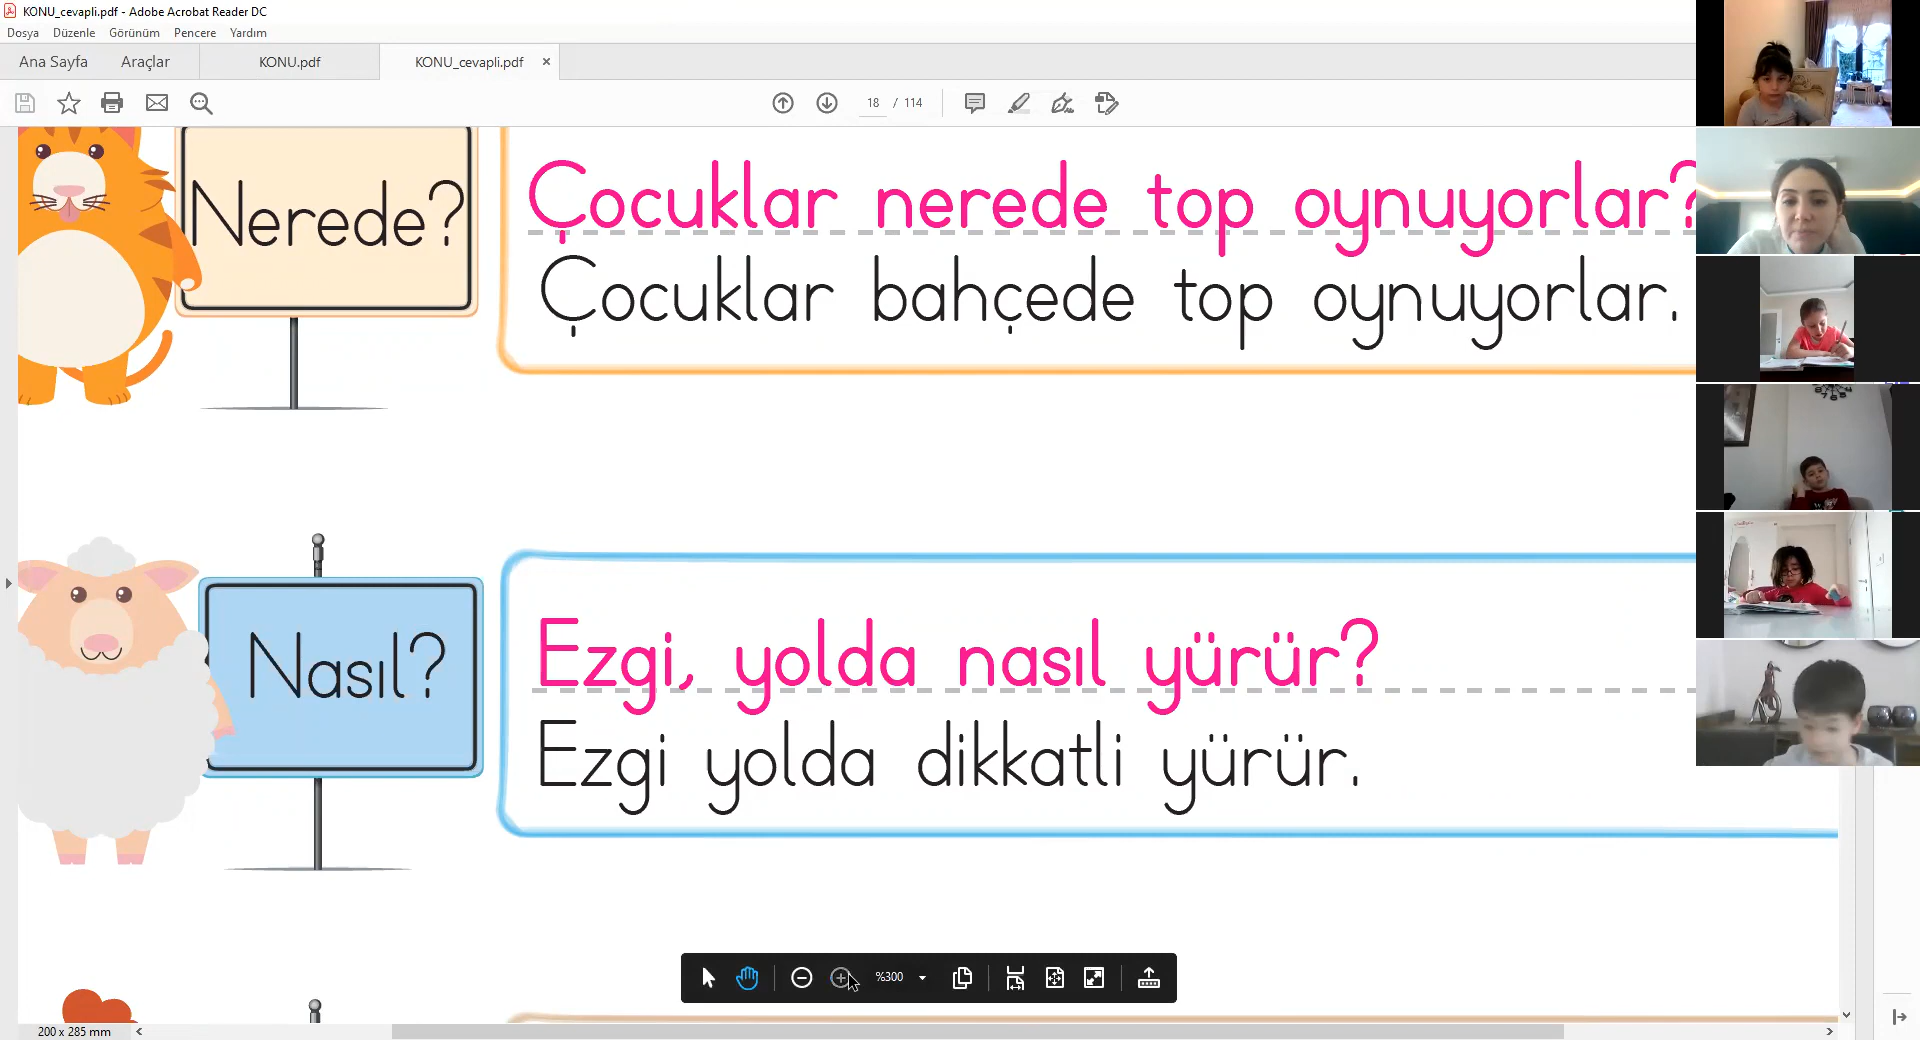 KONU_cevapli.pdf - Adobe Acrobat Reader DC
Dosya Düzenle Görünüm Pencere Yardım
Ana Sayfa Araçlar KONU.pdf KONU_cevapli.pdf
18 / 114
Nerede?
Çocuklar nerede top oynuyorlar?
Çocuklar bahçede top oynuyorlar.
Nasıl?
Ezgi, yolda nasıl yürür?
Ezgi yolda dikkatli yürür.
%300
200 x 285 mm